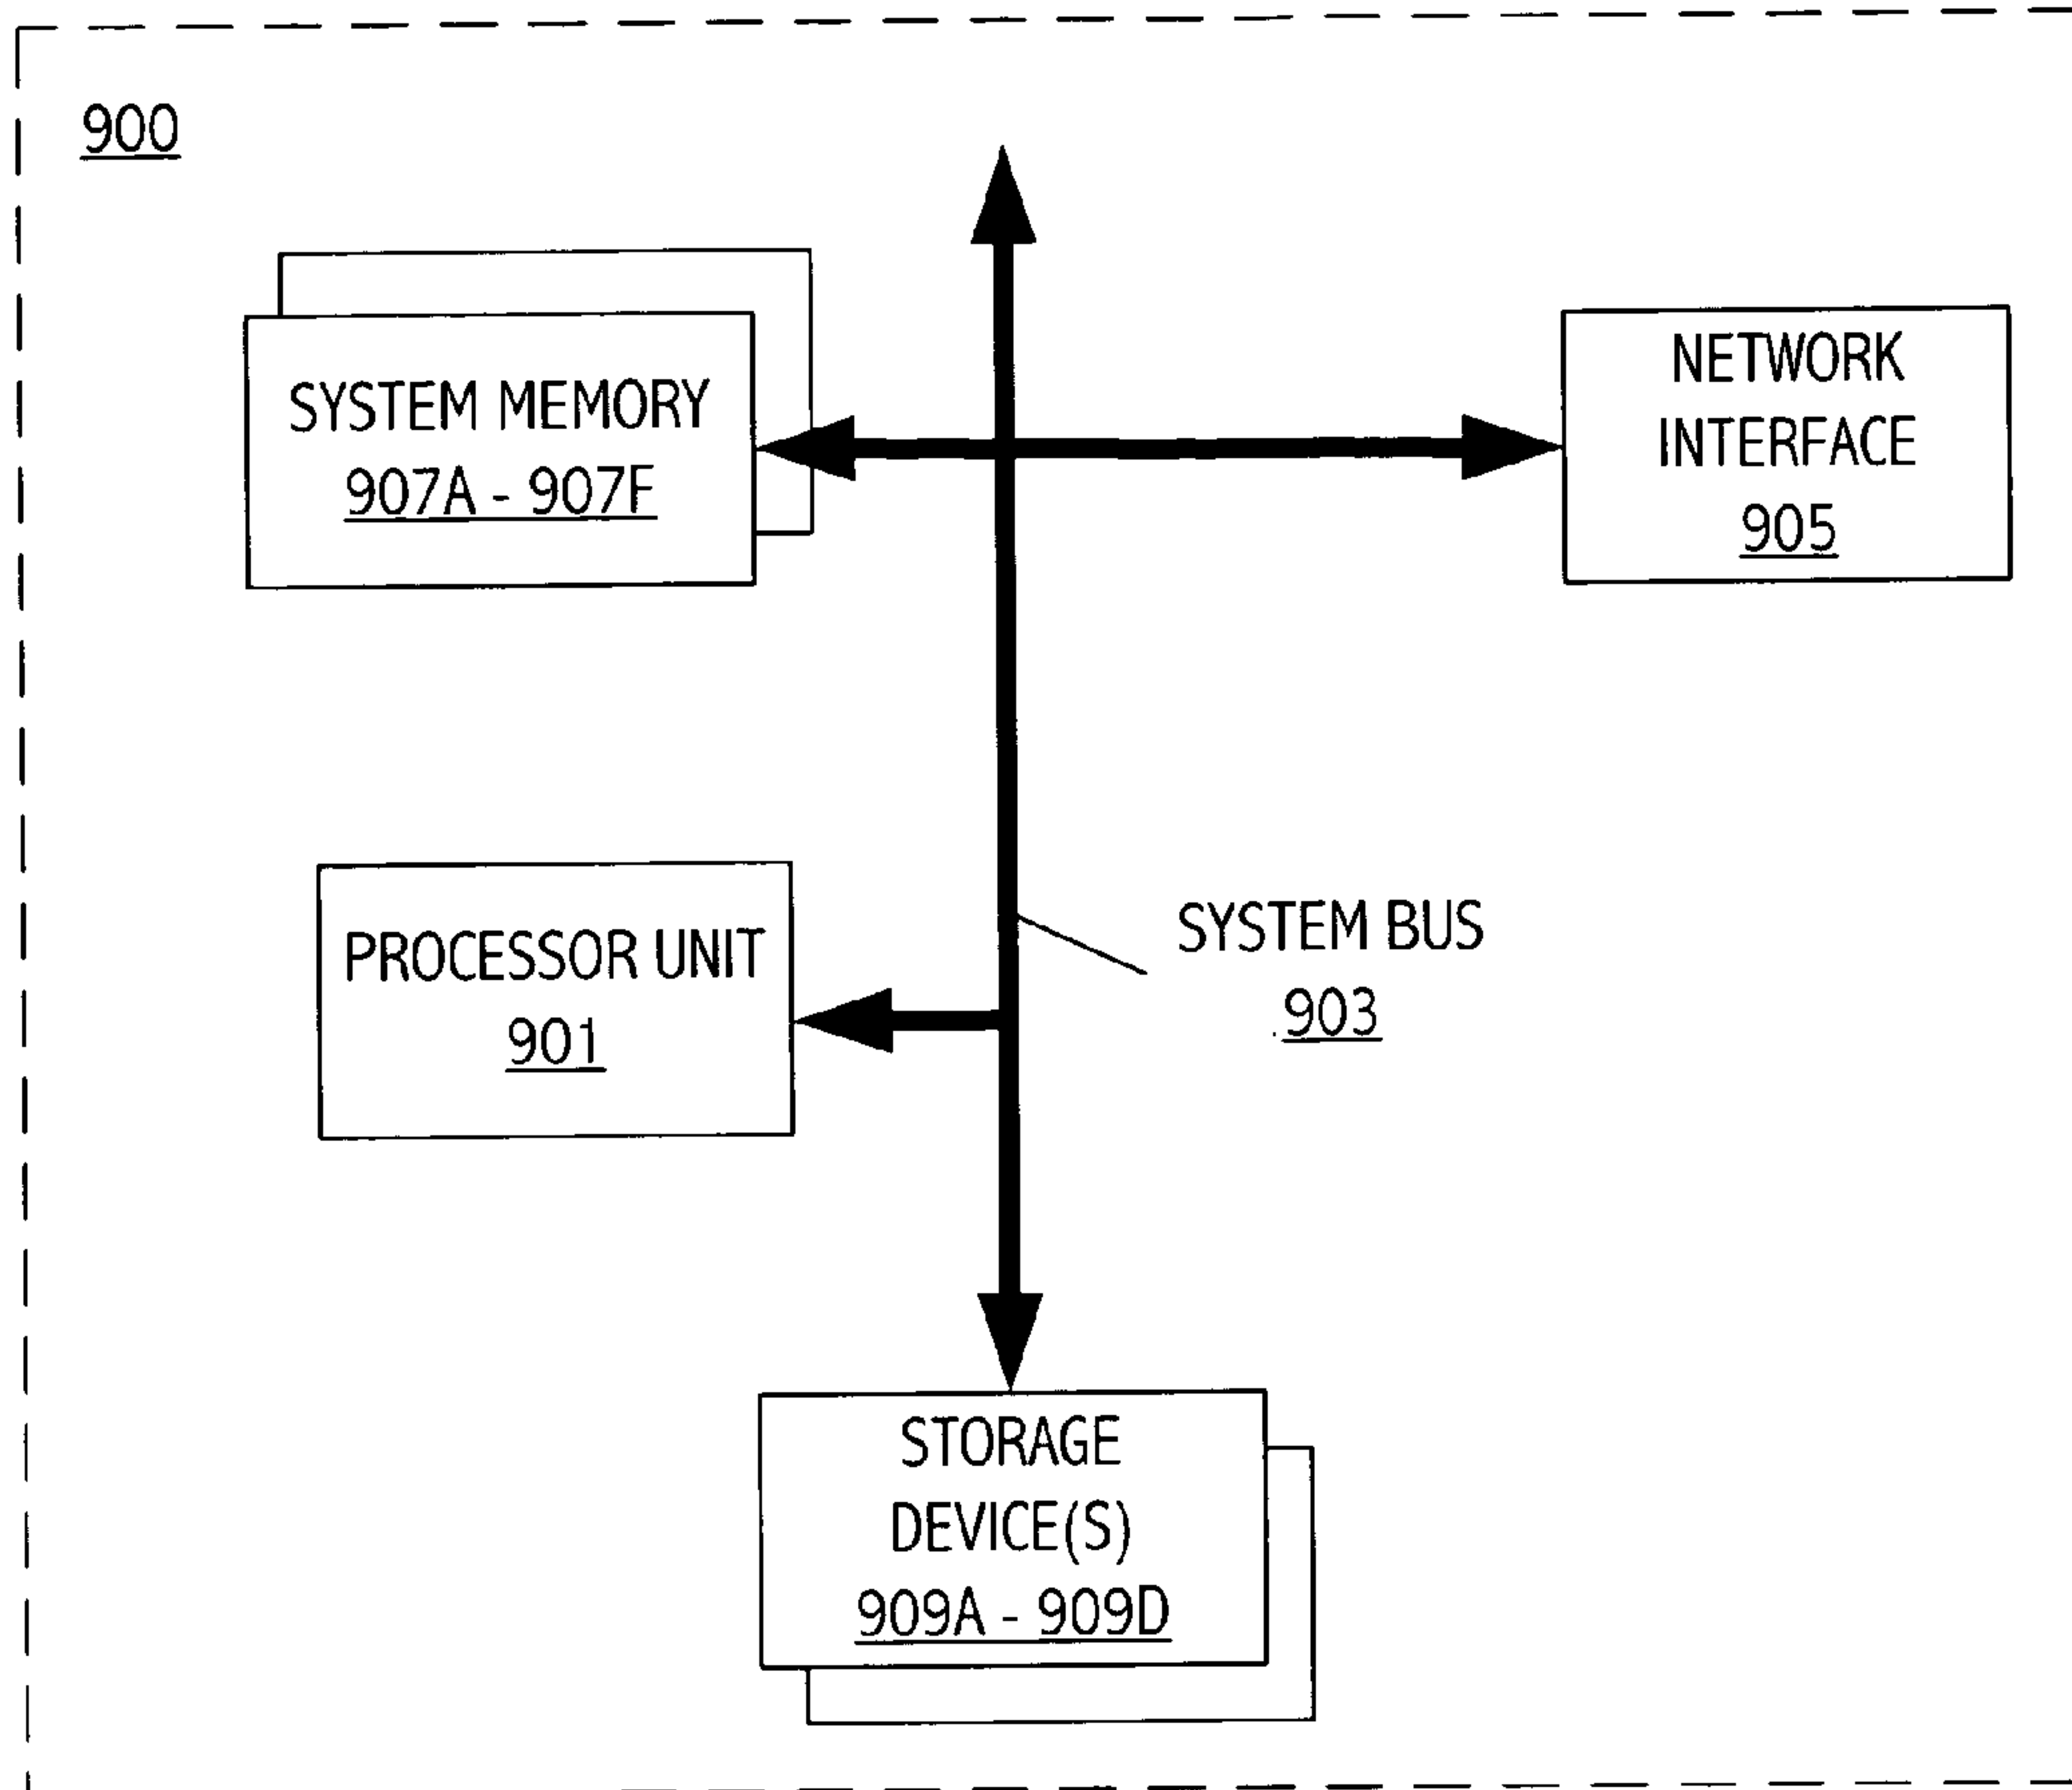 900
SYSTEM MEMORY
907A - 907F
NETWORK
INTERFACE
905
PROCESSOR UNIT
901
SYSTEM BUS
903
STORAGE
DEVICE(S)
909A - 909D